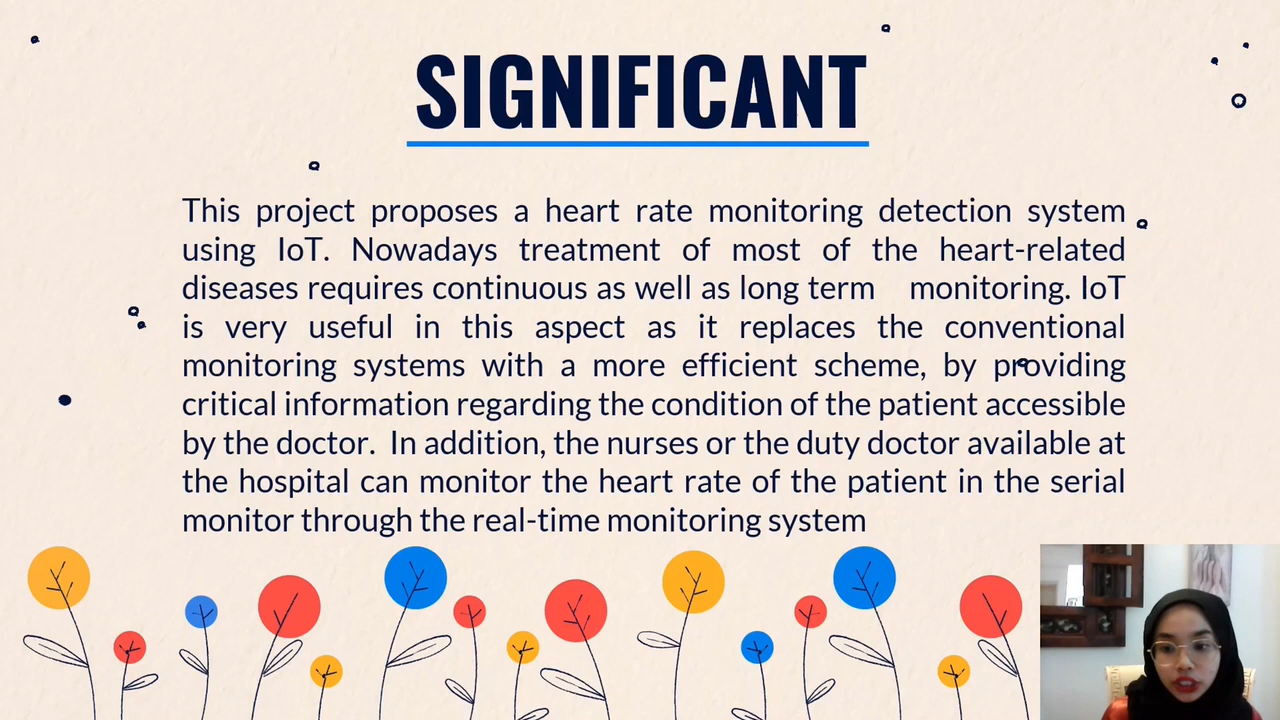 SIGNIFICANT
This project proposes a heart rate monitoring detection system
using IoT. Nowadays treatment of most of the heart-related
diseases requires continuous as well as long term monitoring. IoT
is very useful in this aspect as it replaces the conventional
monitoring systems with a more efficient scheme, by providing
critical information regarding the condition of the patient accessible
by the doctor. In addition, the nurses or the duty doctor available at
the hospital can monitor the heart rate of the patient in the serial
monitor through the real-time monitoring system